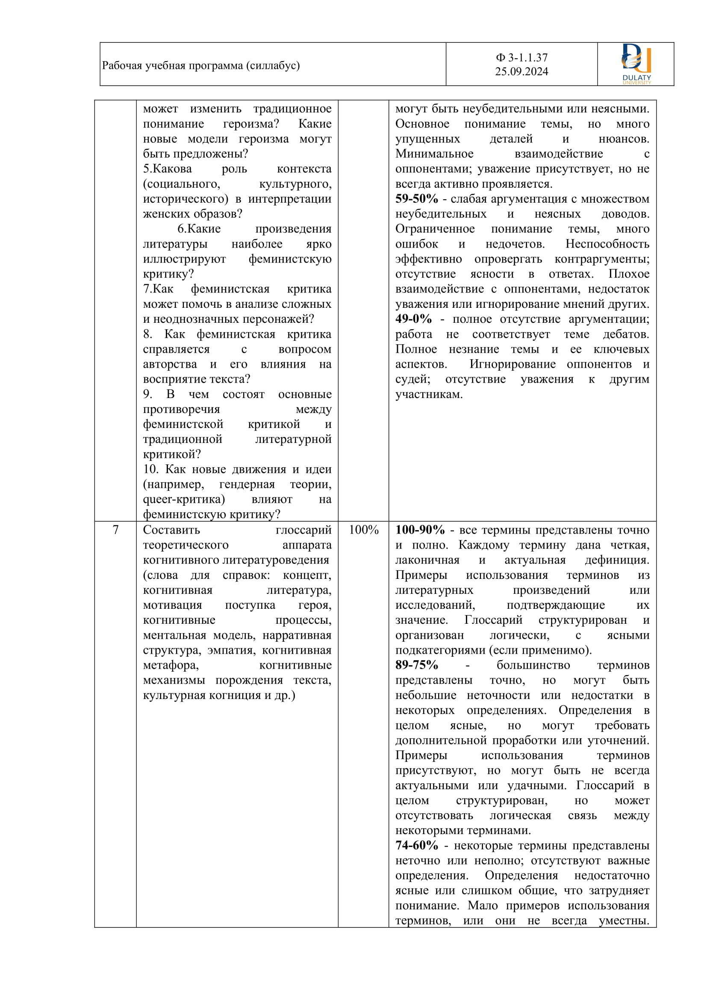 Рабочая учебная программа (силлабус)
Ф 3-1.1.37
25.09.2024
DULATY
UNIVERSITY
может изменить традиционное
понимание героизма? Какие
новые модели героизма могут
быть предложены?
5.Какова роль контекста
(социального, культурного,
исторического) в интерпретации
женских образов?
6.Какие произведения
литературы наиболее ярко
иллюстрируют феминистскую
критику?
7.Как феминистская критика
может помочь в анализе сложных
и неоднозначных персонажей?
8. Как феминистская критика
справляется с вопросом
авторства и его влияния на
восприятие текста?
9. В чем состоят основные
противоречия между
феминистской критикой и
традиционной литературной
критикой?
10. Как новые движения и идеи
(например, гендерная теории,
queer-критика) влияют на
феминистскую критику?
могут быть неубедительными или неясными.
Основное понимание темы, но много
упущенных деталей и нюансов.
Минимальное взаимодействие с
оппонентами; уважение присутствует, но не
всегда активно проявляется.
59-50% - слабая аргументация с множеством
неубедительных и неясных доводов.
Ограниченное понимание темы, много
ошибок и недочетов. Неспособность
эффективно опровергать контраргументы;
отсутствие ясности в ответах. Плохое
взаимодействие с оппонентами, недостаток
уважения или игнорирование мнений других.
49-0% - полное отсутствие аргументации;
работа не соответствует теме дебатов.
Полное незнание темы и ее ключевых
аспектов. Игнорирование оппонентов и
судей; отсутствие уважения к другим
участникам.
7
Составить глоссарий
теоретического аппарата
когнитивного литературоведения
(слова для справок: концепт,
когнитивная литература,
мотивация поступка героя,
когнитивные процессы,
ментальная модель, нарративная
структура, эмпатия, когнитивная
метафора, когнитивные
механизмы порождения текста,
культурная когниция и др.)
100%
100-90% - все термины представлены точно
и полно. Каждому термину дана четкая,
лаконичная и актуальная дефиниция.
Примеры использования терминов из
литературных произведений или
исследований, подтверждающие их
значение. Глоссарий структурирован и
организован логически, с ясными
подкатегориями (если применимо).
89-75% - большинство терминов
представлены точно, но могут быть
небольшие неточности или недостатки в
некоторых определениях. Определения в
целом ясные, но могут требовать
дополнительной проработки или уточнений.
Примеры использования терминов
присутствуют, но могут быть не всегда
актуальными или удачными. Глоссарий в
целом структурирован, но может
отсутствовать логическая связь между
некоторыми терминами.
74-60% - некоторые термины представлены
неточно или неполно; отсутствуют важные
определения. Определения недостаточно
ясные или слишком общие, что затрудняет
понимание. Мало примеров использования
терминов, или они не всегда уместны.